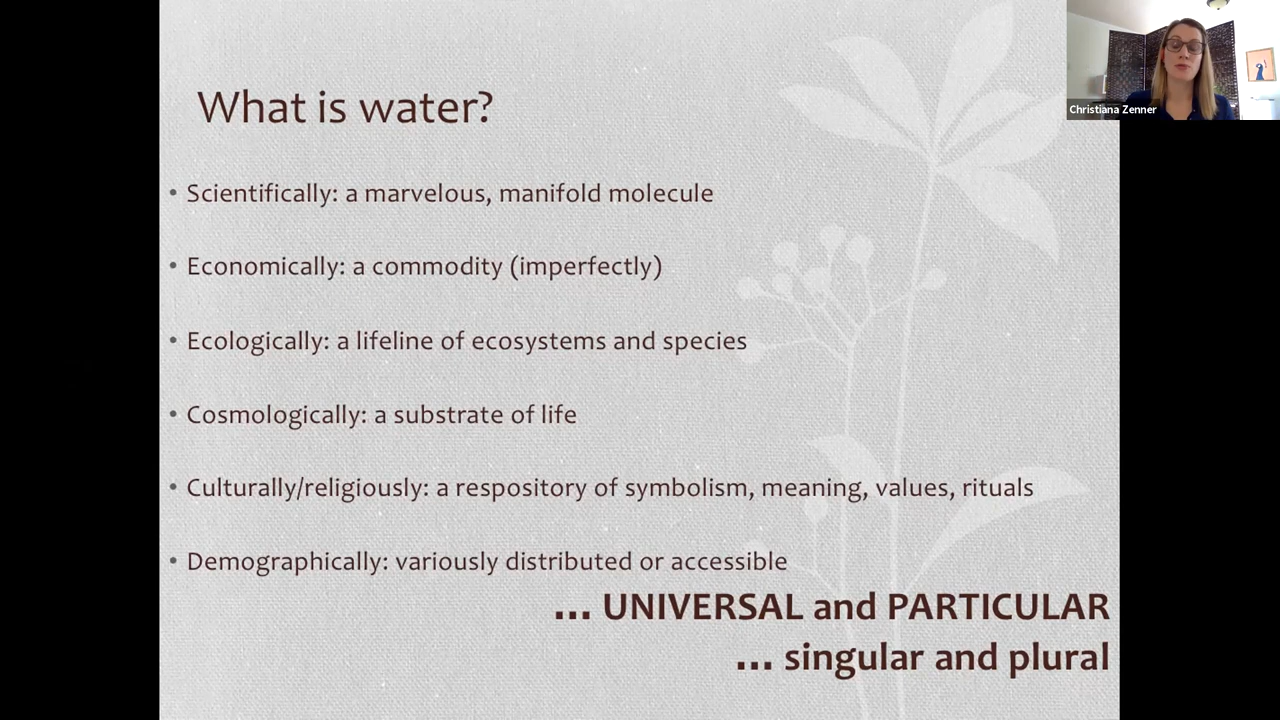 What is water?
• Scientifically: a marvelous, manifold molecule
• Economically: a commodity (imperfectly)
• Ecologically: a lifeline of ecosystems and species
• Cosmologically: a substrate of life
• Culturally/religiously: a respository of symbolism, meaning, values, rituals
• Demographically: variously distributed or accessible
... UNIVERSAL and PARTICULAR
... singular and plural
Christiana Zenner